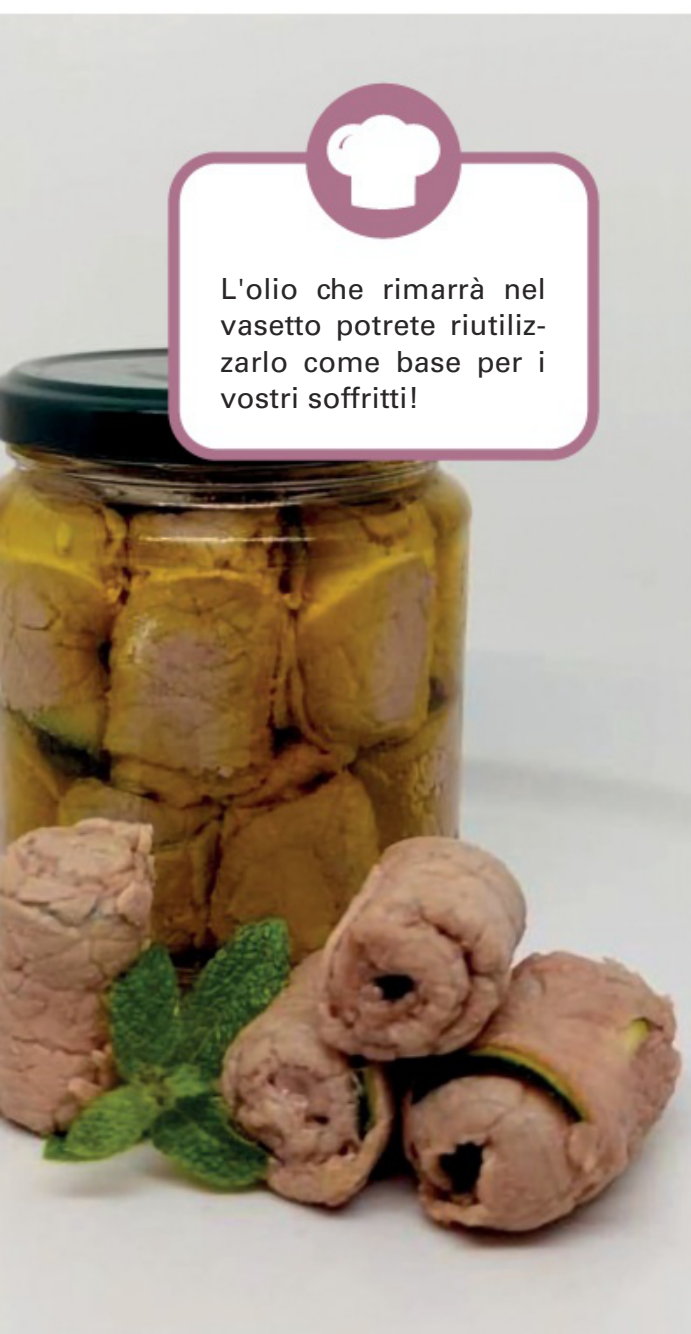 L'olio che rimarrà nel
vasetto potrete riutiliz-
zarlo come base per i
vostri soffritti!